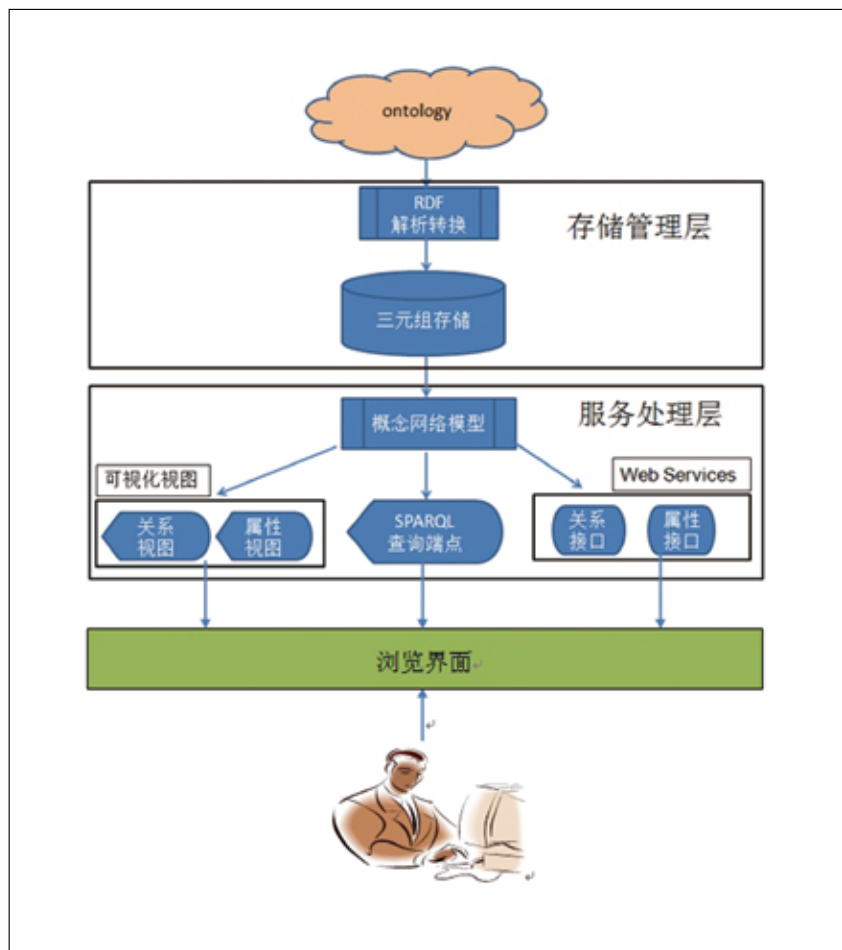 ontology
RDF
解析转换
存储管理层
三元组存储
服务处理层
概念网络模型
可视化视图
Web Services
关系
视图
属性
视图
SPARQL
查询端点
关系
接口
属性
接口
浏览界面